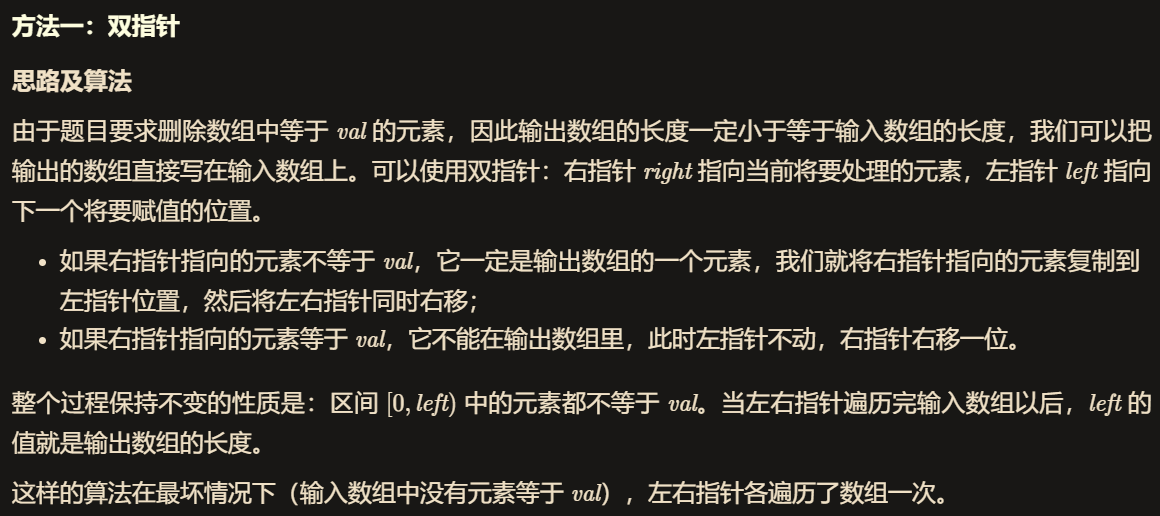 方法一：双指针
思路及算法
由于题目要求删除数组中等于 val 的元素，因此输出数组的长度一定小于等于输入数组的长度，我们可以把
输出的数组直接写在输入数组上。可以使用双指针：右指针 right 指向当前将要处理的元素，左指针 left 指向
下一个将要赋值的位置。
• 如果右指针指向的元素不等于 val，它一定是输出数组的一个元素，我们就将右指针指向的元素复制到
左指针位置，然后将左右指针同时右移；
• 如果右指针指向的元素等于 val，它不能在输出数组里，此时左指针不动，右指针右移一位。
整个过程保持不变的性质是：区间 [0, left) 中的元素都不等于 val。当左右指针遍历完输入数组以后，left 的
值就是输出数组的长度。
这样的算法在最坏情况下（输入数组中没有元素等于 val），左右指针各遍历了数组一次。